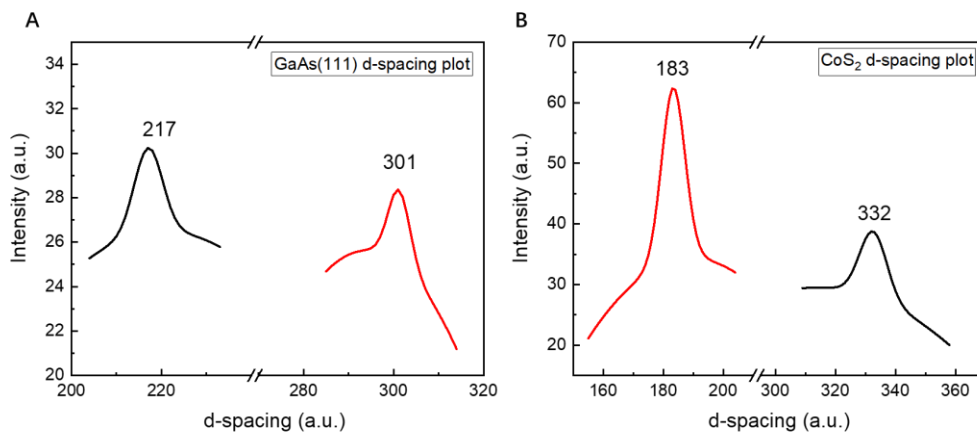 A
GaAs(111) d-spacing plot
217
301
Intensity (a.u.)
34
32
30
28
26
24
22
20
200 220 240 300 320
d-spacing (a.u.)
B
CoS₂ d-spacing plot
183
332
Intensity (a.u.)
70
60
50
40
30
20
160 180 200 300 320 340 360
d-spacing (a.u.)